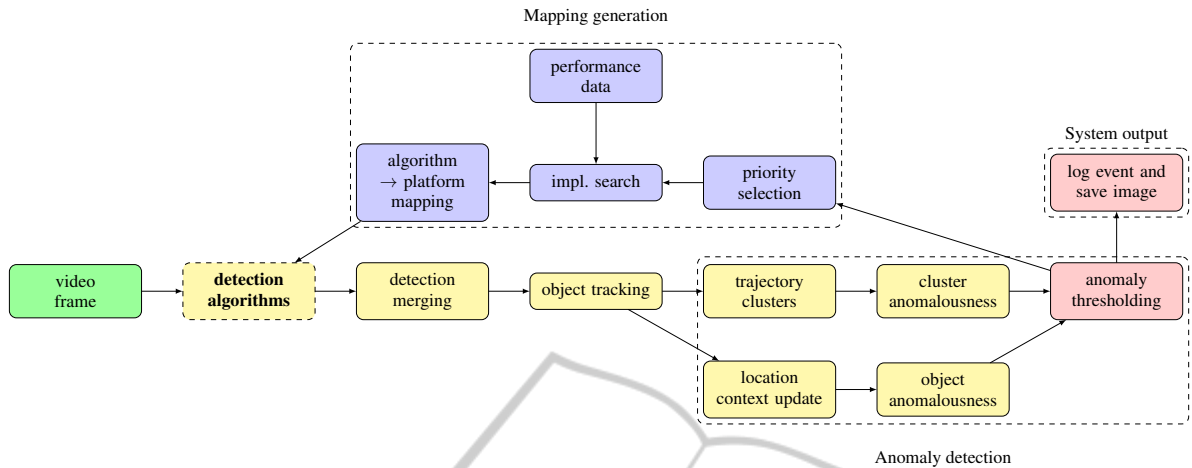 Mapping generation
performance
data
algorithm
→ platform
mapping
impl. search
priority
selection
System output
log event and
save image
video
frame
detection
algorithms
detection
merging
object tracking
trajectory
clusters
cluster
anomalousness
anomaly
thresholding
location
context update
object
anomalousness
Anomaly detection